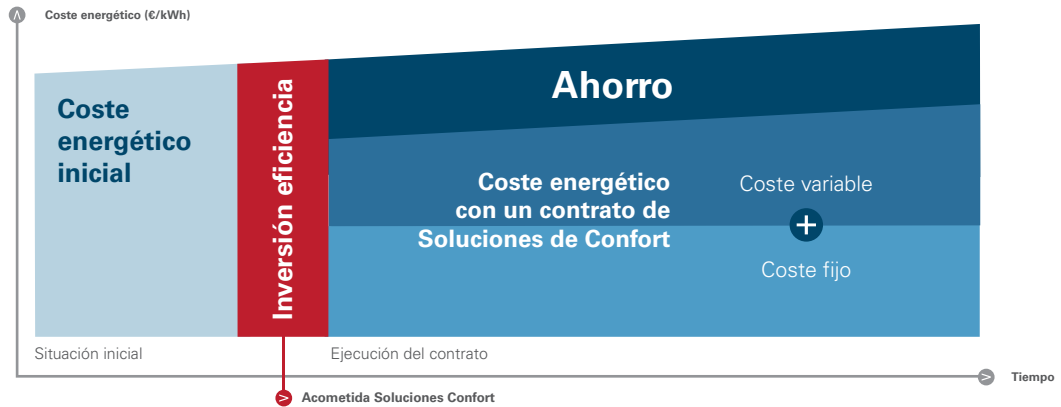 Coste energético (€/kWh)
Coste
energético
inicial
Inversión eficiencia
Ahorro
Coste energético
con un contrato de
Soluciones de Confort
Coste variable
+
Coste fijo
Situación inicial
Ejecución del contrato
Tiempo
Acometida Soluciones Confort